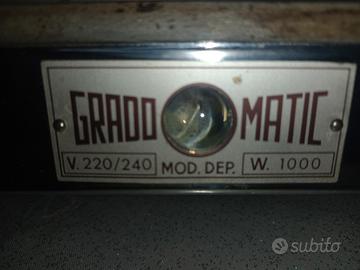 GRADO MATIC
V. 220/240 MOD. DEP. W. 1000
subito